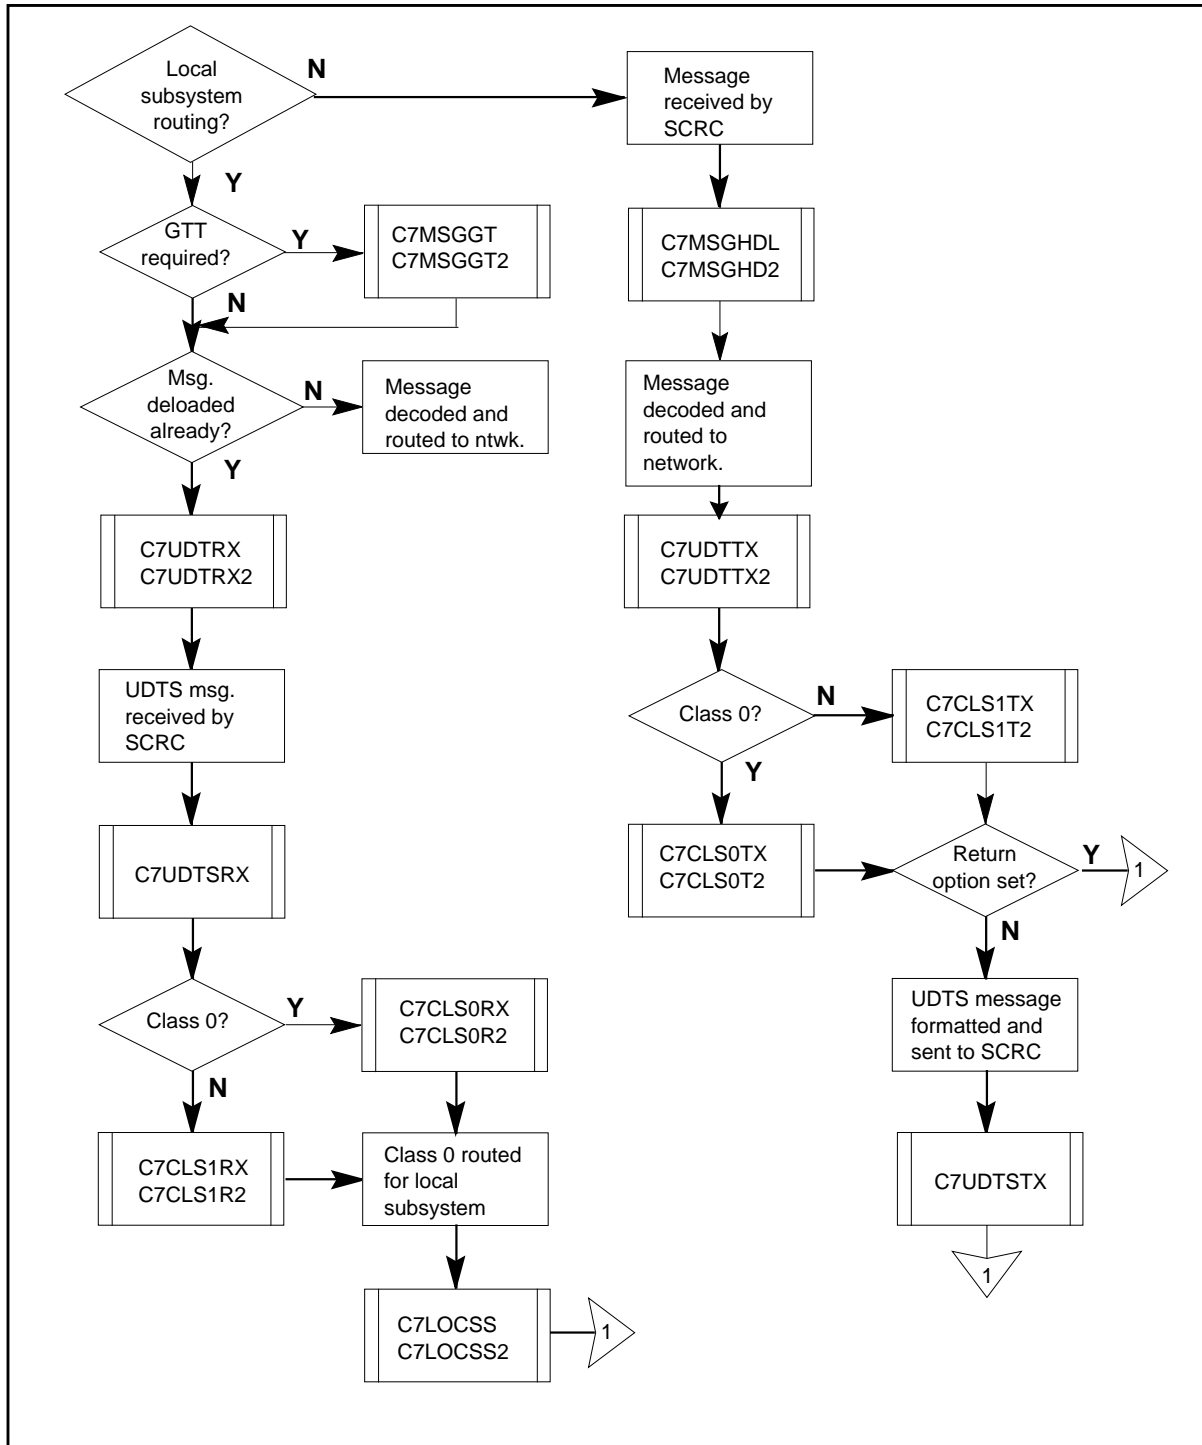 Local
subsystem
routing?
N
Y
Message
received by
SCRC
GTT
required?
Y
N
C7MSGGT
C7MSGGT2
C7MSGHDL
C7MSGHD2
Msg.
deloaded
already?
N
Y
Message
decoded and
routed to ntwk.
Message
decoded and
routed to
network.
C7UDTRX
C7UDTRX2
C7UDTTX
C7UDTTX2
UDTS msg.
received by
SCRC
Class 0?
N
Y
C7CLS1TX
C7CLS1T2
C7UDTSRX
C7CLS0TX
C7CLS0T2
Return
option set?
Y
1
N
Class 0?
Y
N
C7CLS0RX
C7CLS0R2
UDTS message
formatted and
sent to SCRC
C7CLS1RX
C7CLS1R2
Class 0 routed
for local
subsystem
C7UDTSTX
1
C7LOCSS
C7LOCSS2
1